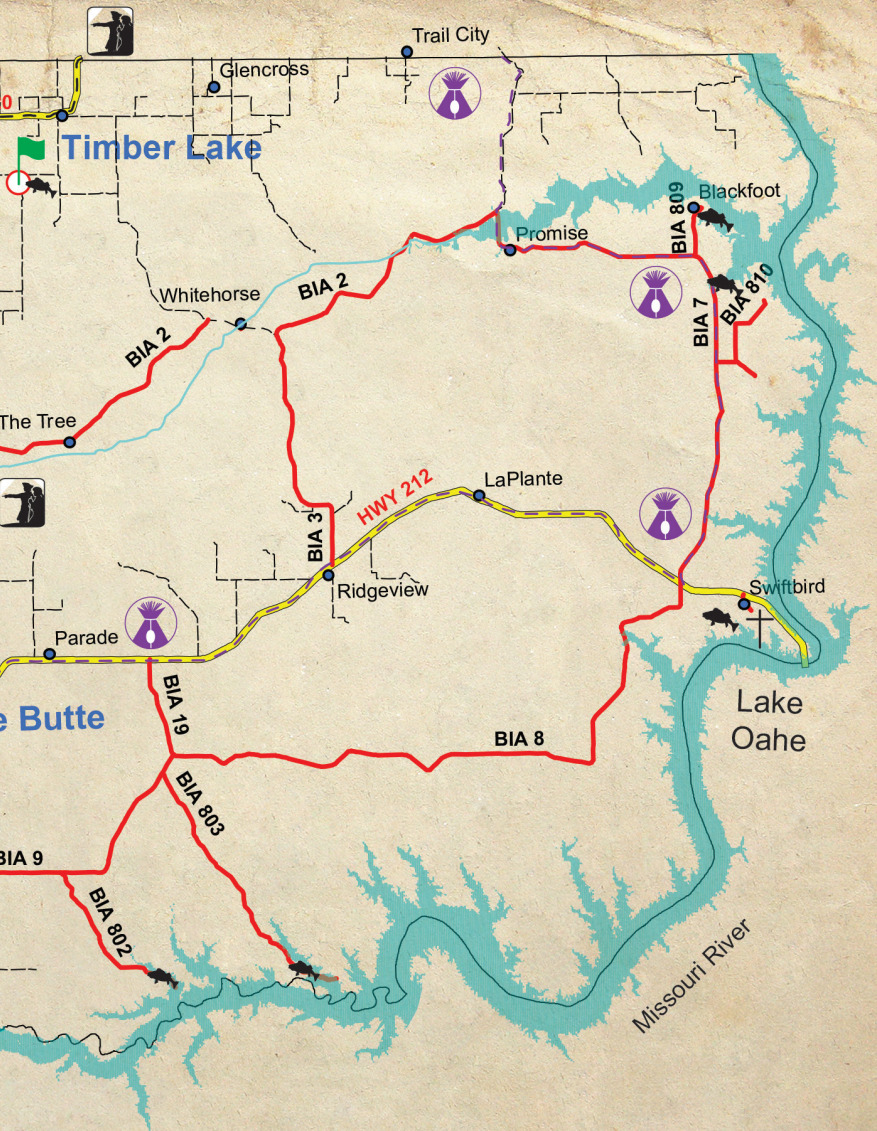 Trail City
Glencross
0
Timber Lake
BIA 809
Blackfoot
Promise
BIA 810
Whitehorse
BIA 2
BIA 7
BIA 2
The Tree
HWY 212
LaPlante
BIA 3
Ridgeview
Swiftbird
Parade
BIA 19
e Butte
Lake
Oahe
BIA 8
BIA 803
BIA 9
BIA 802
Missouri River